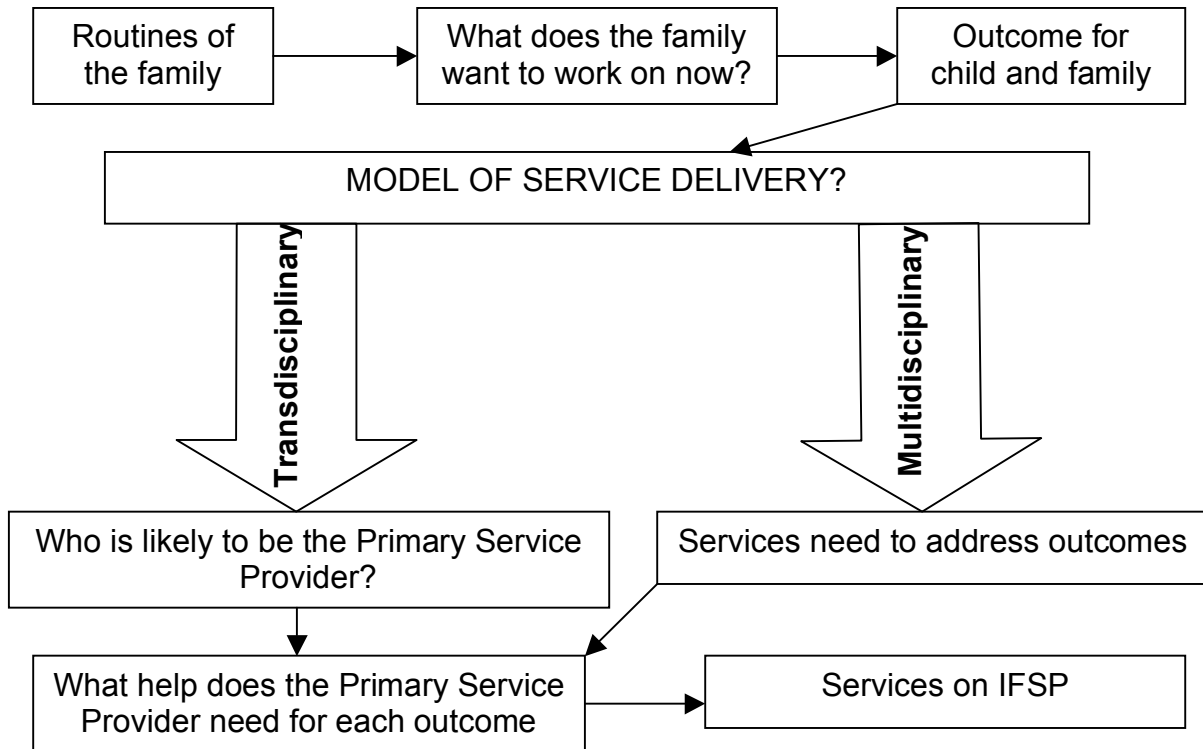 Routines of
the family
What does the family
want to work on now?
Outcome for
child and family
MODEL OF SERVICE DELIVERY?
Transdisciplinary
Multidisciplinary
Who is likely to be the Primary Service
Provider?
Services need to address outcomes
What help does the Primary Service
Provider need for each outcome
Services on IFSP